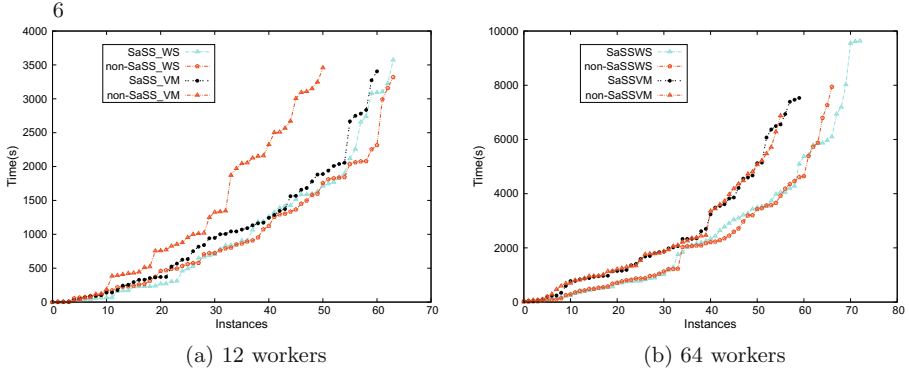 6
4000
3500
3000
2500
2000
1500
1000
500
0
Time(s)
SaSS_WS
non-SaSS_WS
SaSS_VM
non-SaSS_VM
0 10 20 30 40 50 60 70
Instances
(a) 12 workers
10000
8000
6000
4000
2000
0
Time(s)
SaSSWS
non-SaSSWS
SaSSVM
non-SaSSVM
0 10 20 30 40 50 60 70 80
Instances
(b) 64 workers